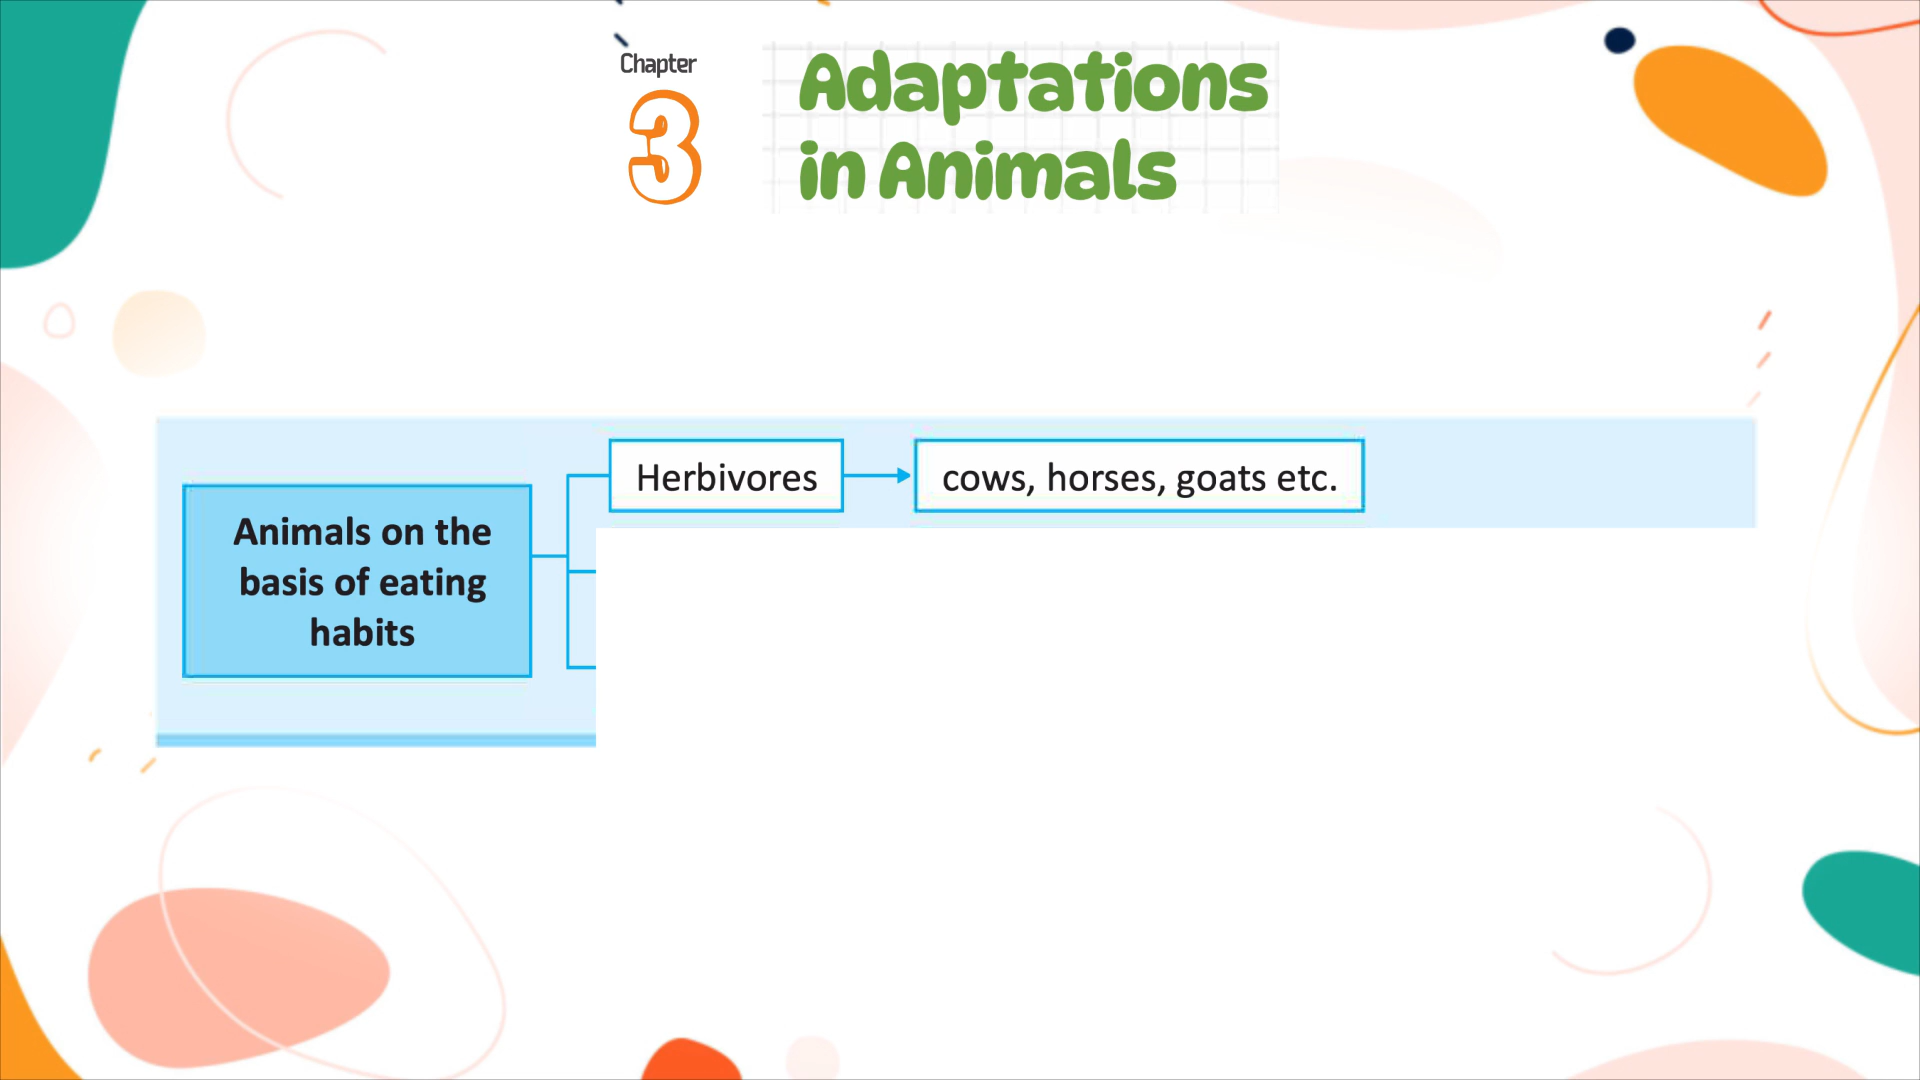 Chapter
3
Adaptations
in Animals
Herbivores
cows, horses, goats etc.
Animals on the
basis of eating
habits